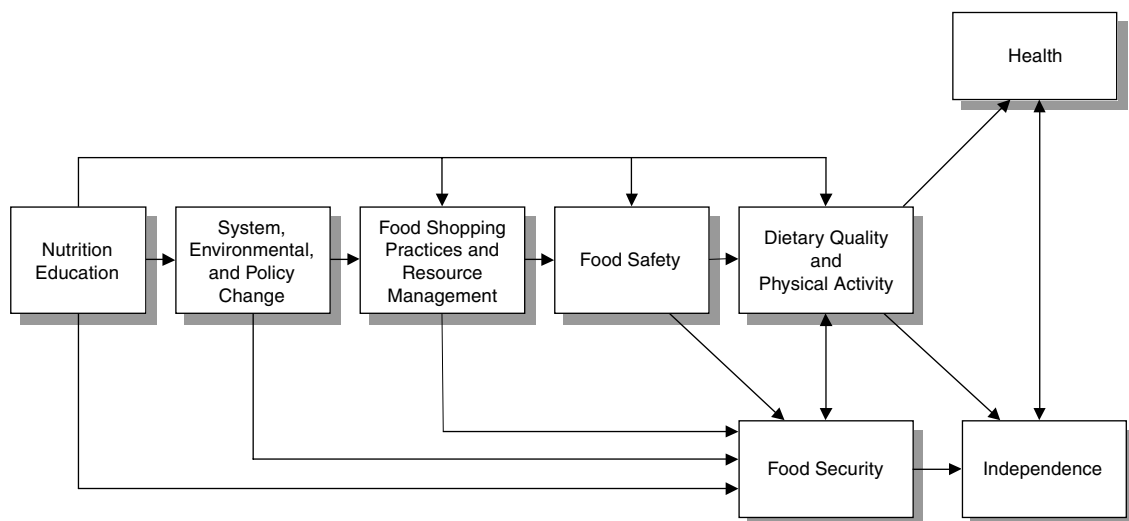 Health
Nutrition
Education
System,
Environmental,
and Policy
Change
Food Shopping
Practices and
Resource
Management
Food Safety
Dietary Quality
and
Physical Activity
Food Security
Independence